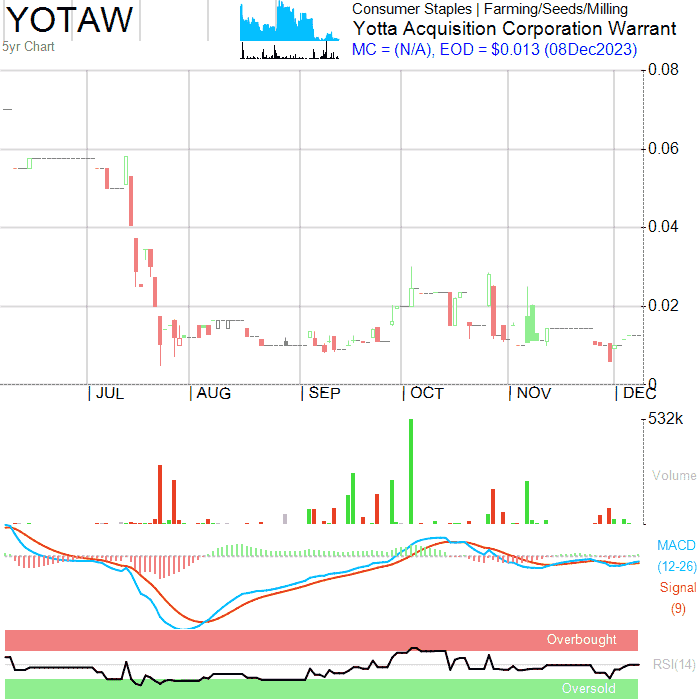 YOTAW
5yr Chart
Consumer Staples | Farming/Seeds/Milling
Yotta Acquisition Corporation Warrant
MC = (N/A), EOD = $0.013 (08Dec2023)
0.08
0.06
0.04
0.02
0
JUL AUG SEP OCT NOV DEC
532k
Volume
MACD
(12-26)
Signal
(9)
Overbought
RSI(14)
Oversold